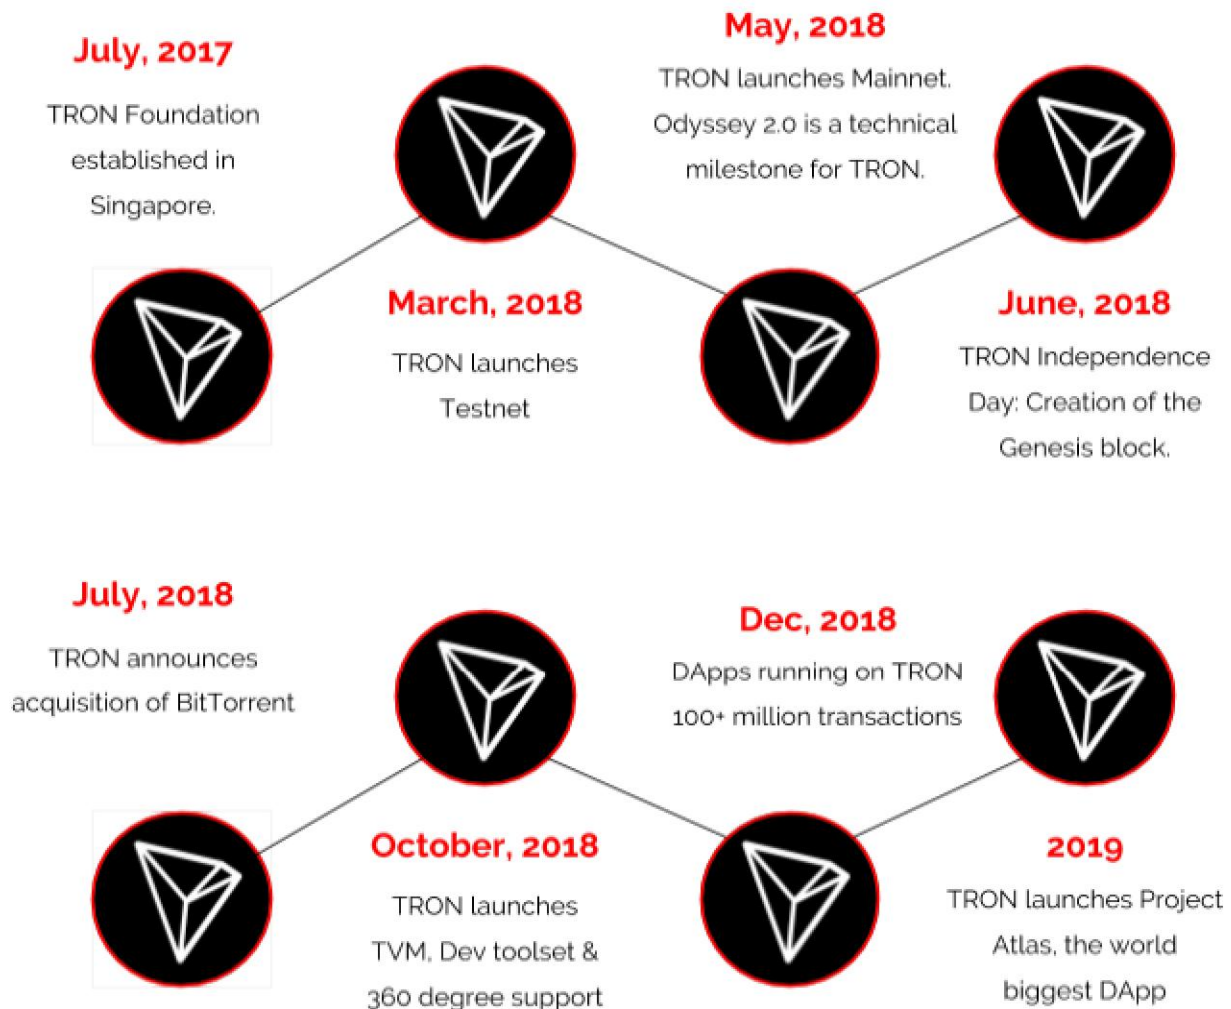 July, 2017
TRON Foundation
established in
Singapore.
March, 2018
TRON launches
Testnet
May, 2018
TRON launches Mainnet.
Odyssey 2.0 is a technical
milestone for TRON.
June, 2018
TRON Independence
Day: Creation of the
Genesis block.
July, 2018
TRON announces
acquisition of BitTorrent
October, 2018
TRON launches
TVM, Dev toolset &
360 degree support
Dec, 2018
DApps running on TRON
100+ million transactions
2019
TRON launches Project
Atlas, the world
biggest DApp